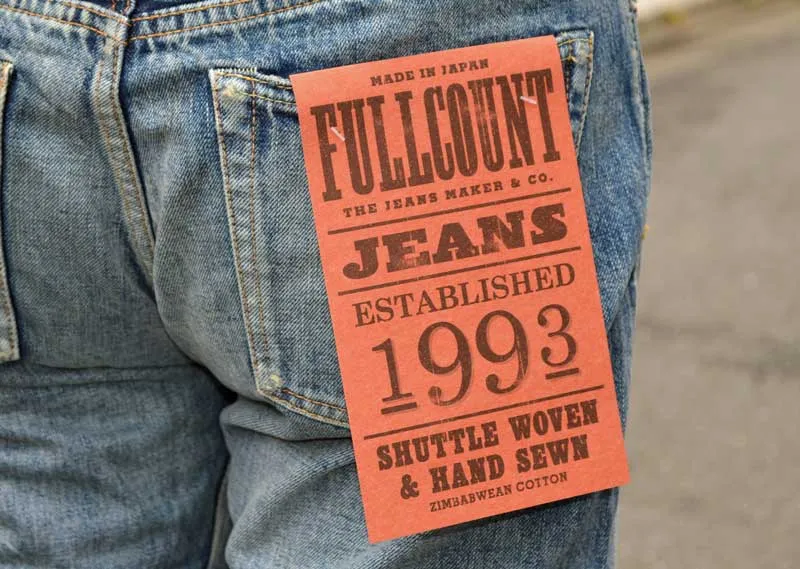 MADE IN JAPAN
FULLCOUNT
THE JEANS MAKER & CO.
JEANS
ESTABLISHED
1993
SHUTTLE WOVEN
& HAND SEWN
ZIMBABWEAN COTTON